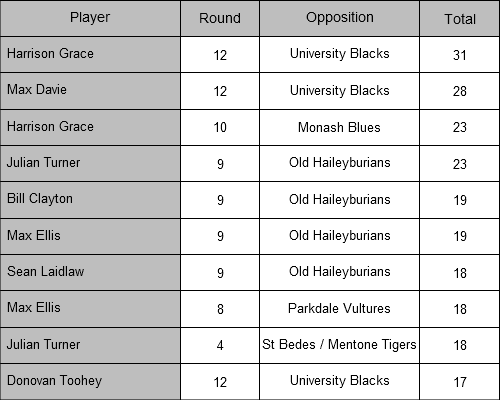 Player Round Opposition Total
Harrison Grace 12 University Blacks 31
Max Davie 12 University Blacks 28
Harrison Grace 10 Monash Blues 23
Julian Turner 9 Old Haileyburians 23
Bill Clayton 9 Old Haileyburians 19
Max Ellis 9 Old Haileyburians 19
Sean Laidlaw 9 Old Haileyburians 18
Max Ellis 8 Parkdale Vultures 18
Julian Turner 4 St Bedes / Mentone Tigers 18
Donovan Toohey 12 University Blacks 17